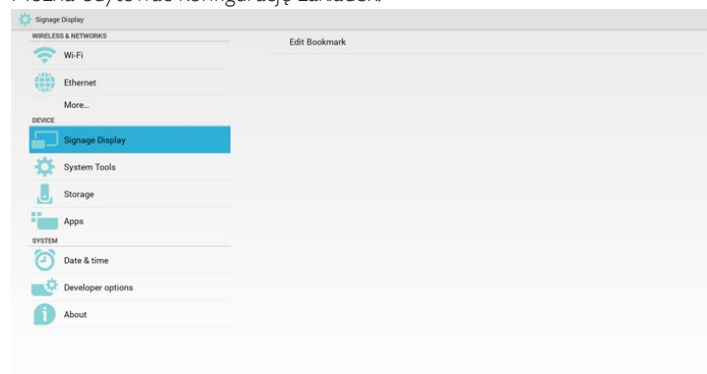 Można edytować konfigurację zakładek.
Signage Display
WIRELESS & NETWORKS
Wi-Fi
Ethernet
More...
DEVICE
Signage Display
System Tools
Storage
Apps
SYSTEM
Date & time
Developer options
About
Edit Bookmark